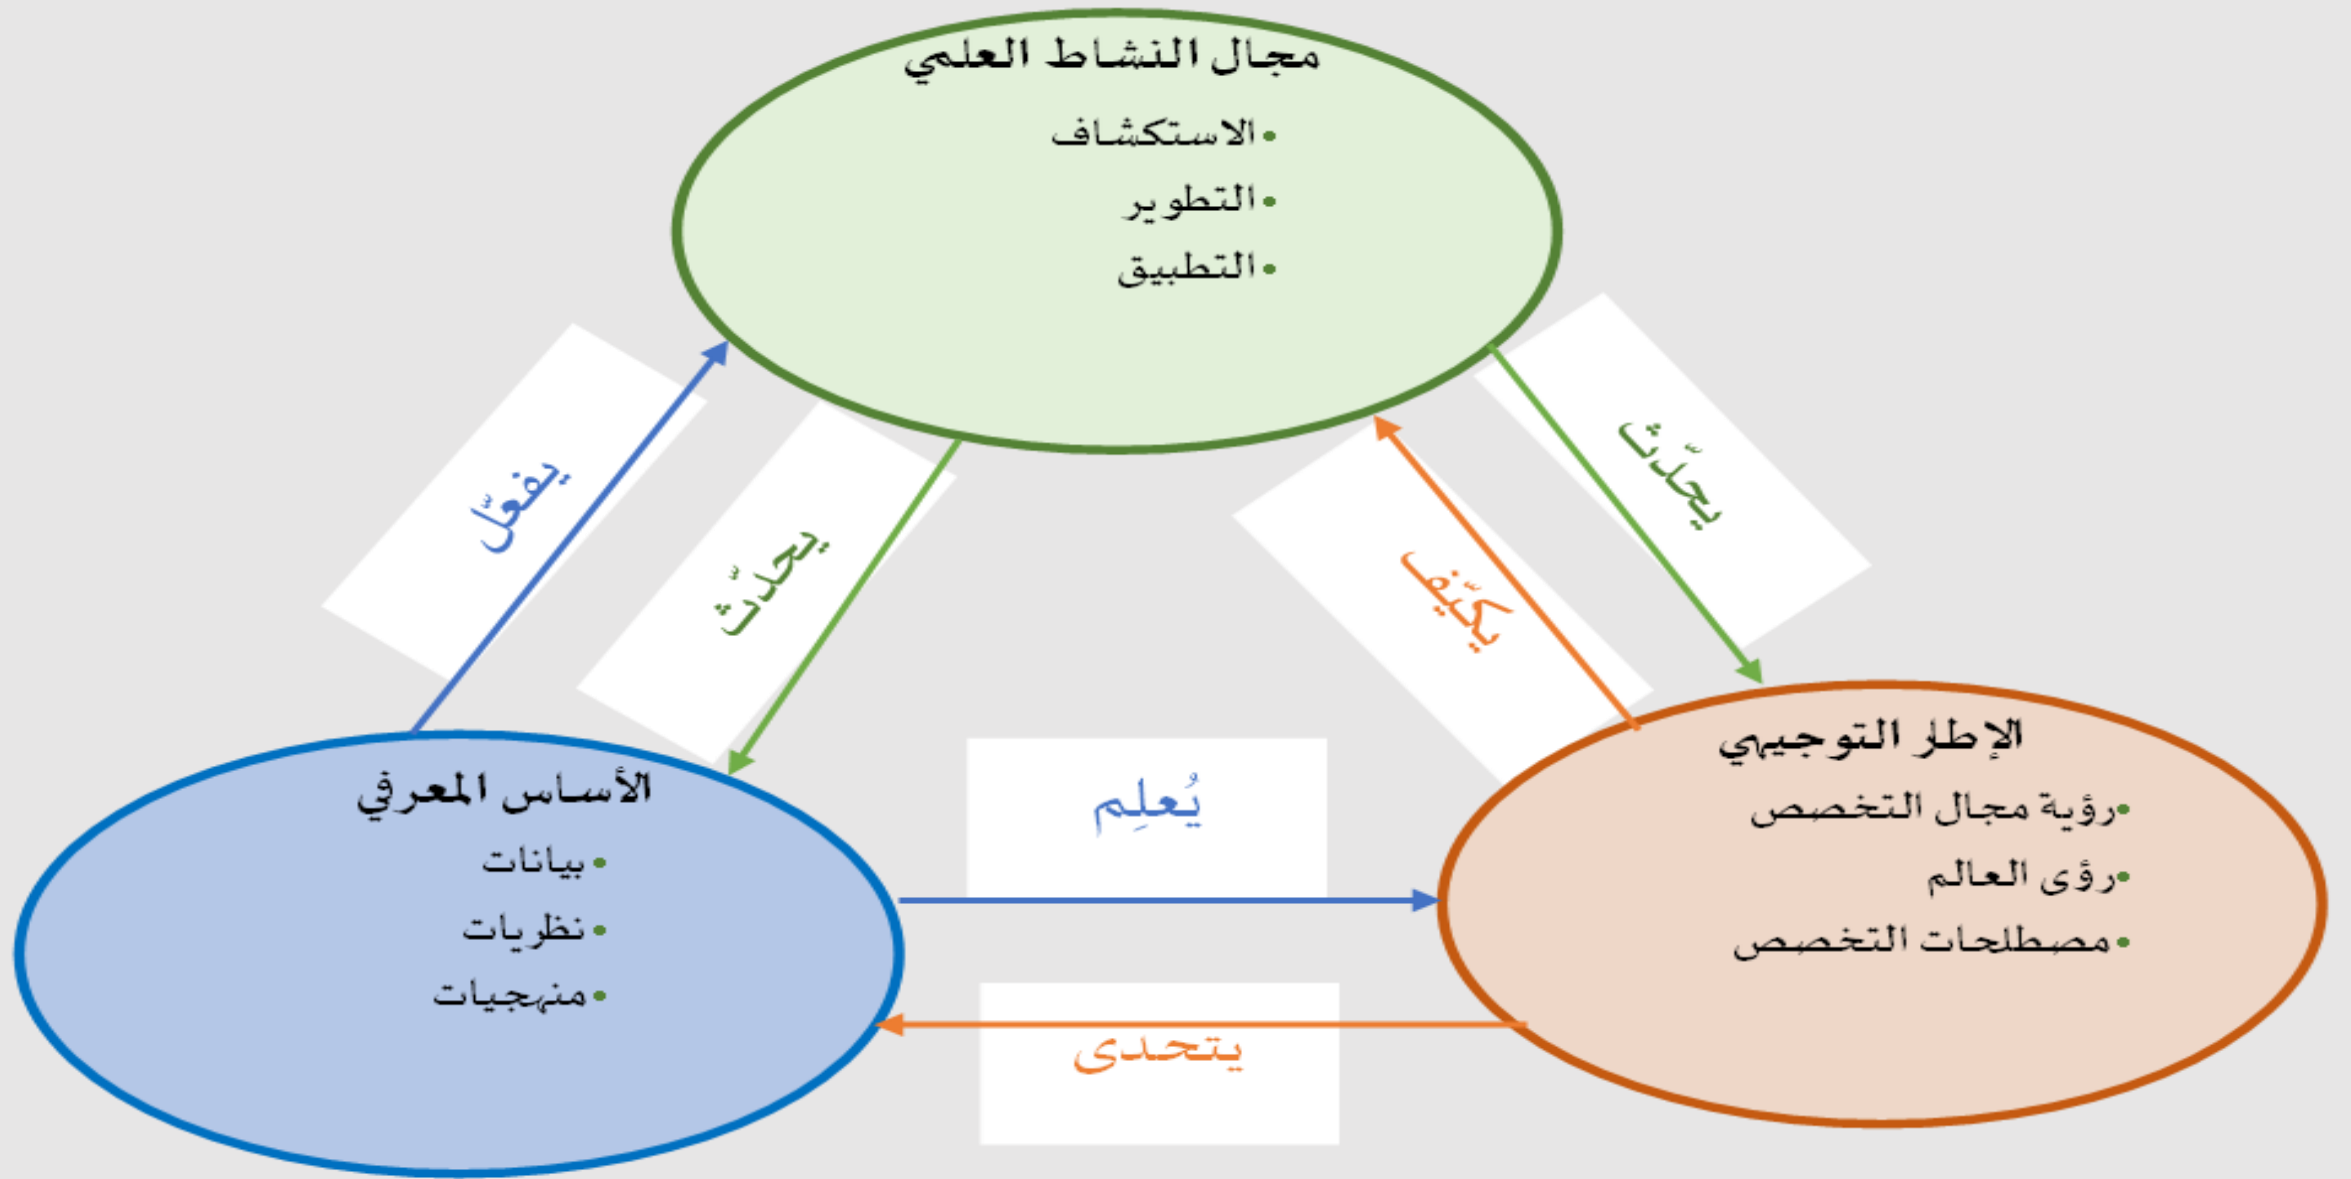 مجال النشاط العلمي
•الاستكشاف
•التطوير
•التطبيق
يحدّث
يكيّف
يحدّث
يفعّل
الإطار التوجيهي
•رؤية مجال التخصص
•رؤى العالم
•مصطلحات التخصص
يُعلِم
يتحدى
الأساس المعرفي
•بيانات
•نظريات
•منهجيات